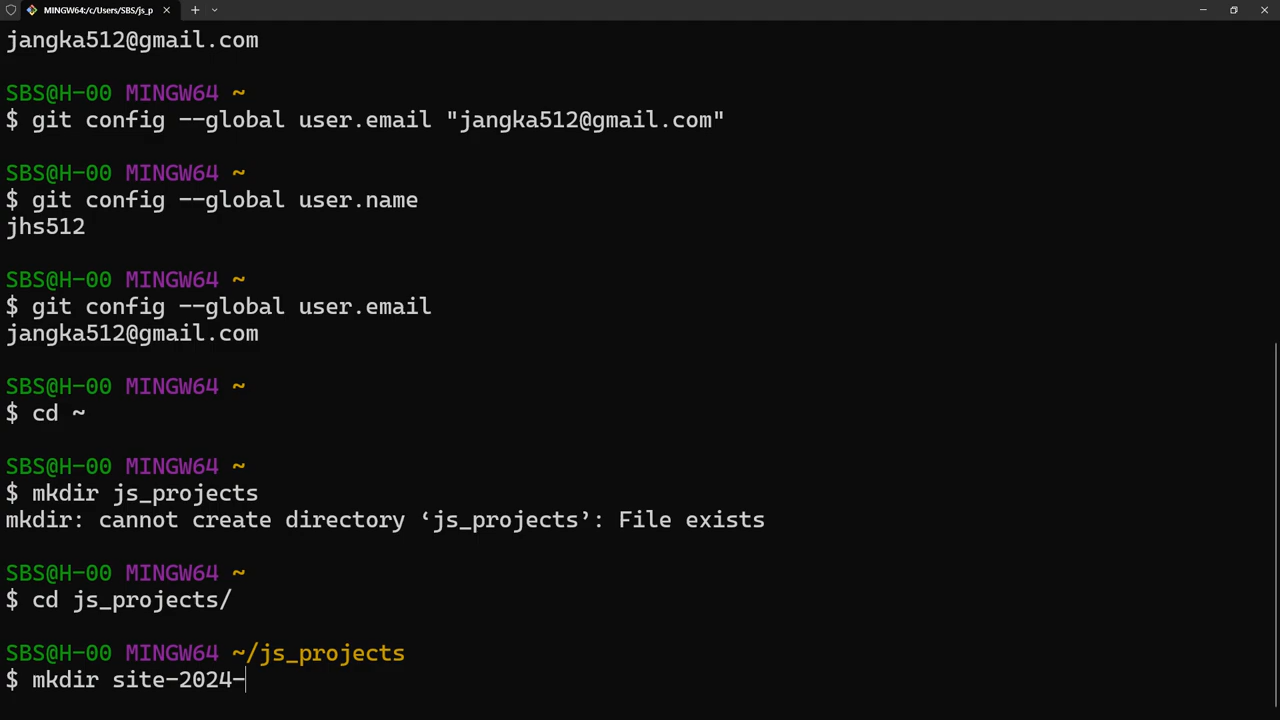 MINGW64:/c/Users/SBS/js_p
jangka512@gmail.com
SBS@H-00 MINGW64 ~
$ git config --global user.email "jangka512@gmail.com"
SBS@H-00 MINGW64 ~
$ git config --global user.name
jhs512
SBS@H-00 MINGW64 ~
$ git config --global user.email
jangka512@gmail.com
SBS@H-00 MINGW64 ~
$ cd ~
SBS@H-00 MINGW64 ~
$ mkdir js_projects
mkdir: cannot create directory ‘js_projects’: File exists
SBS@H-00 MINGW64 ~
$ cd js_projects/
SBS@H-00 MINGW64 ~/js_projects
$ mkdir site-2024-